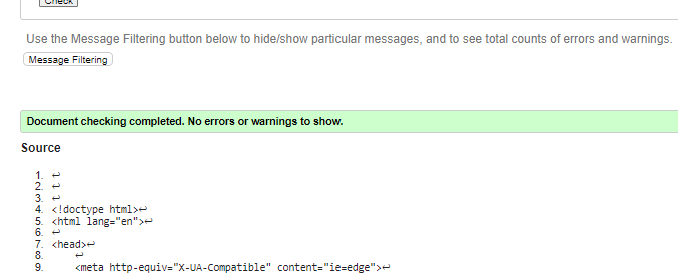 Check
Use the Message Filtering button below to hide/show particular messages, and to see total counts of errors and warnings.
Message Filtering
Document checking completed. No errors or warnings to show.
Source
1. ↩
2. ↩
3. ↩
4. <!doctype html>↩
5. <html lang="en">↩
6. ↩
7. <head>↩
8. ↩
9. <meta http-equiv="X-UA-Compatible" content="ie=edge">↩